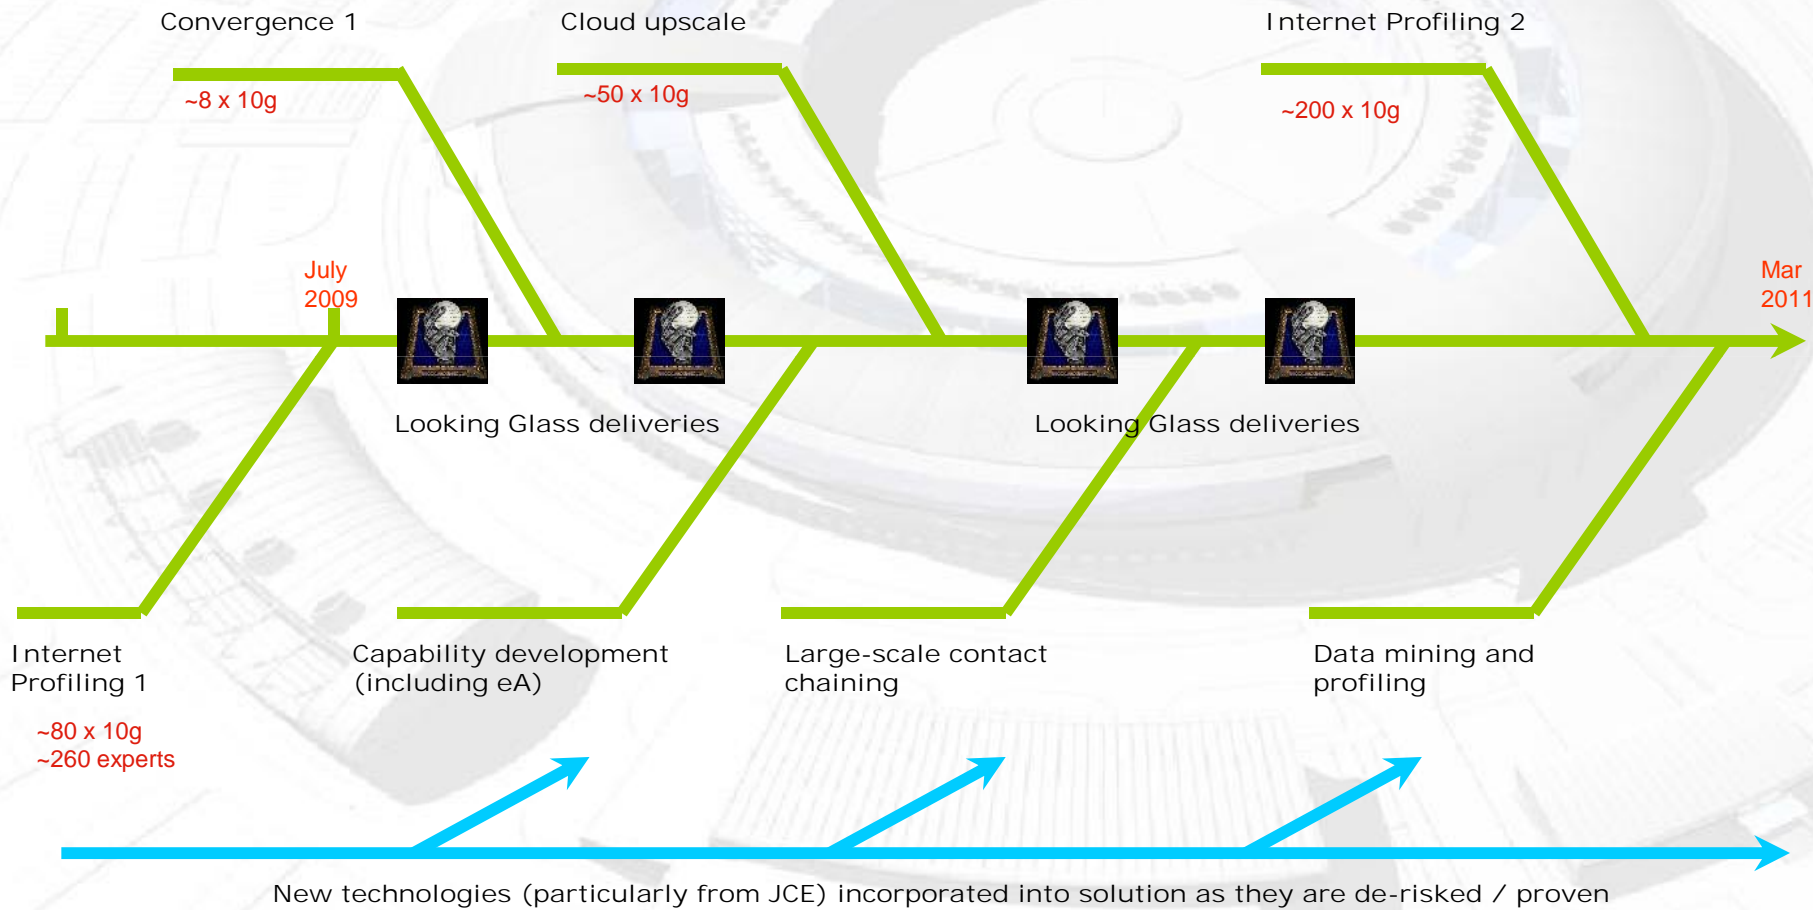 Convergence 1
~8 x 10g
Cloud upscale
~50 x 10g
Internet Profiling 2
~200 x 10g
July
2009
Mar
2011
Looking Glass deliveries
Looking Glass deliveries
Internet
Profiling 1
~80 x 10g
~260 experts
Capability development
(including eA)
Large-scale contact
chaining
Data mining and
profiling
New technologies (particularly from JCE) incorporated into solution as they are de-risked / proven